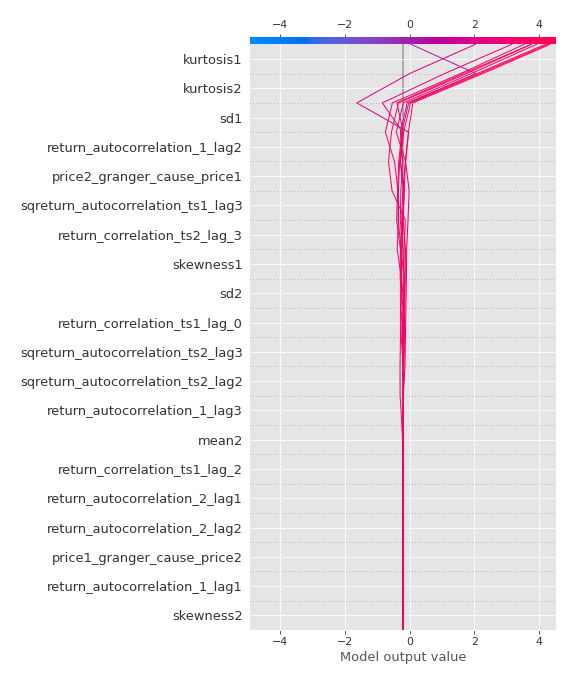 −4 −2 0 2 4
kurtosis1
kurtosis2
sd1
return_autocorrelation_1_lag2
price2_granger_cause_price1
sqreturn_autocorrelation_ts1_lag3
return_correlation_ts2_lag_3
skewness1
sd2
return_correlation_ts1_lag_0
sqreturn_autocorrelation_ts2_lag3
sqreturn_autocorrelation_ts2_lag2
return_autocorrelation_1_lag3
mean2
return_correlation_ts1_lag_2
return_autocorrelation_2_lag1
return_autocorrelation_2_lag2
price1_granger_cause_price2
return_autocorrelation_1_lag1
skewness2
−4 −2 0 2 4
Model output value